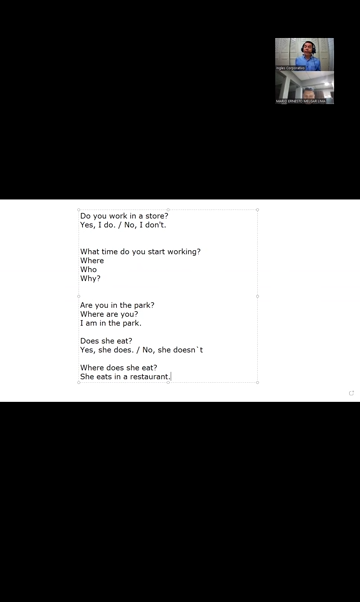 Do you work in a store?
Yes, I do. / No, I don't.
What time do you start working?
Where
Who
Why?
Are you in the park?
Where are you?
I am in the park.
Does she eat?
Yes, she does. / No, she doesn`t
Where does she eat?
She eats in a restaurant.